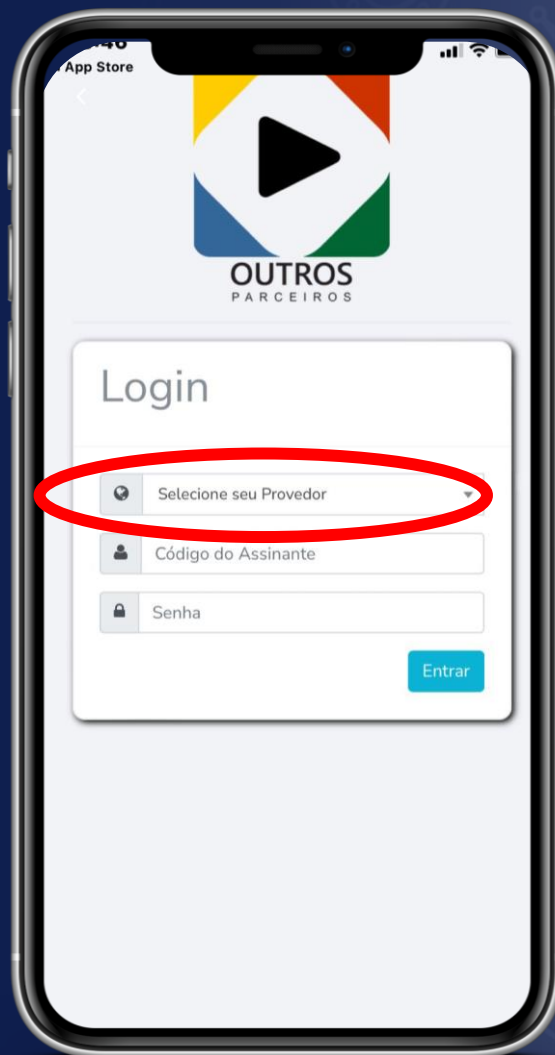 App Store
OUTROS
PARCEIROS
Login
Selecione seu Provedor
Código do Assinante
Senha
Entrar